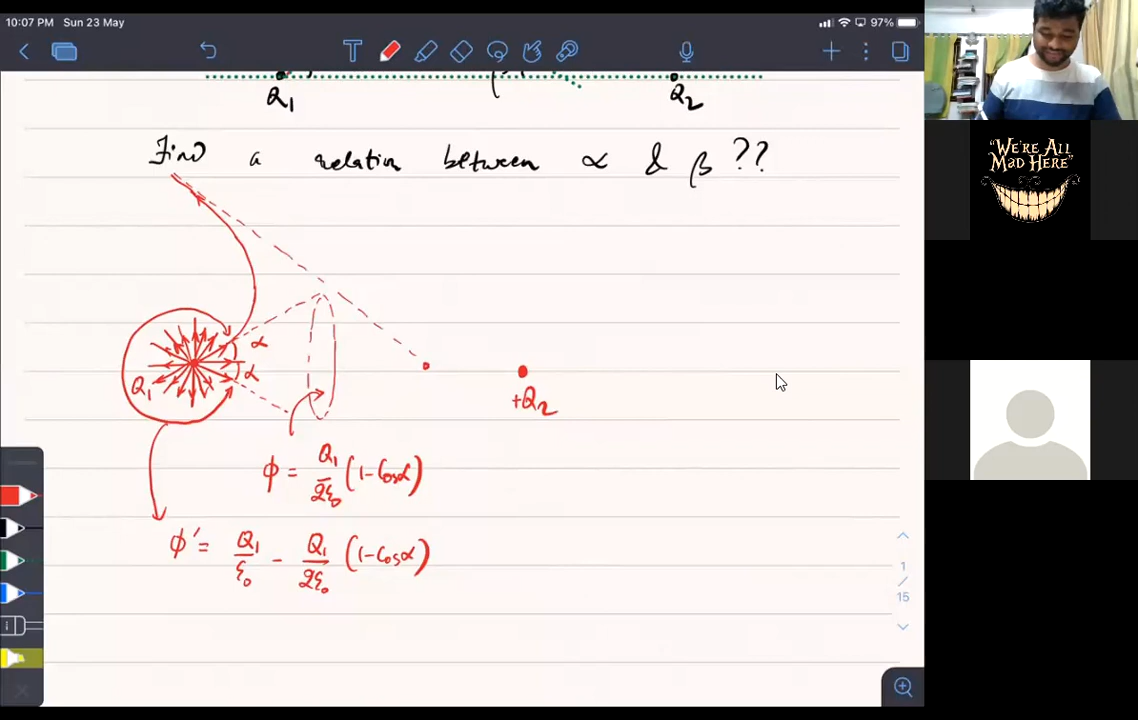 10:07 PM Sun 23 May
97%
T
Q₁ β Q₂
Find a relation between α & β ??
"WE'RE ALL
MAD HERE"
α
α
Q₁
+Q₂
ϕ = Q₁/2ε₀ (1-Cosα)
ϕ' = Q₁/ε₀ - Q₁/2ε₀ (1-Cosα)
1
/
15